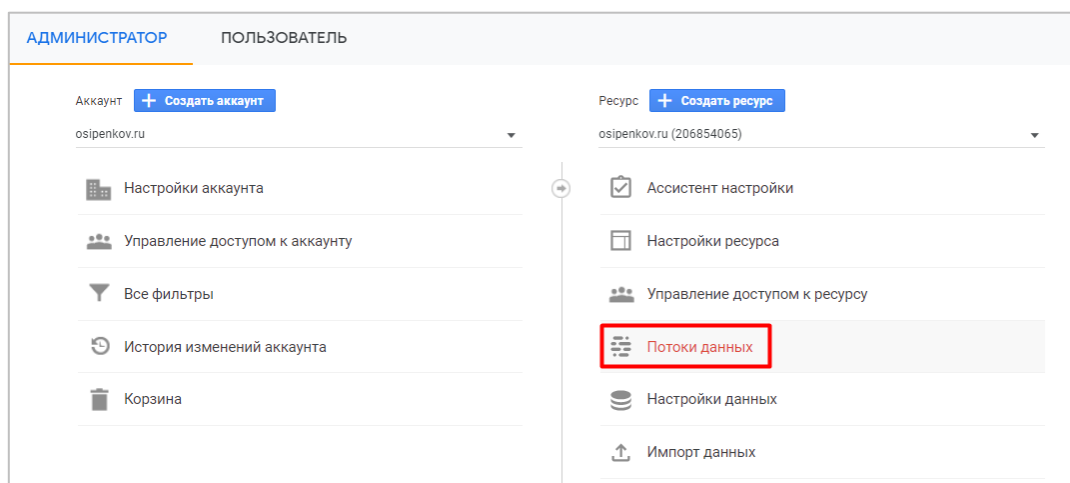 АДМИНИСТРАТОР ПОЛЬЗОВАТЕЛЬ
Аккаунт + Создать аккаунт
osipenkov.ru
Настройки аккаунта
Управление доступом к аккаунту
Все фильтры
История изменений аккаунта
Корзина
Ресурс + Создать ресурс
osipenkov.ru (206854065)
Ассистент настройки
Настройки ресурса
Управление доступом к ресурсу
Потоки данных
Настройки данных
Импорт данных